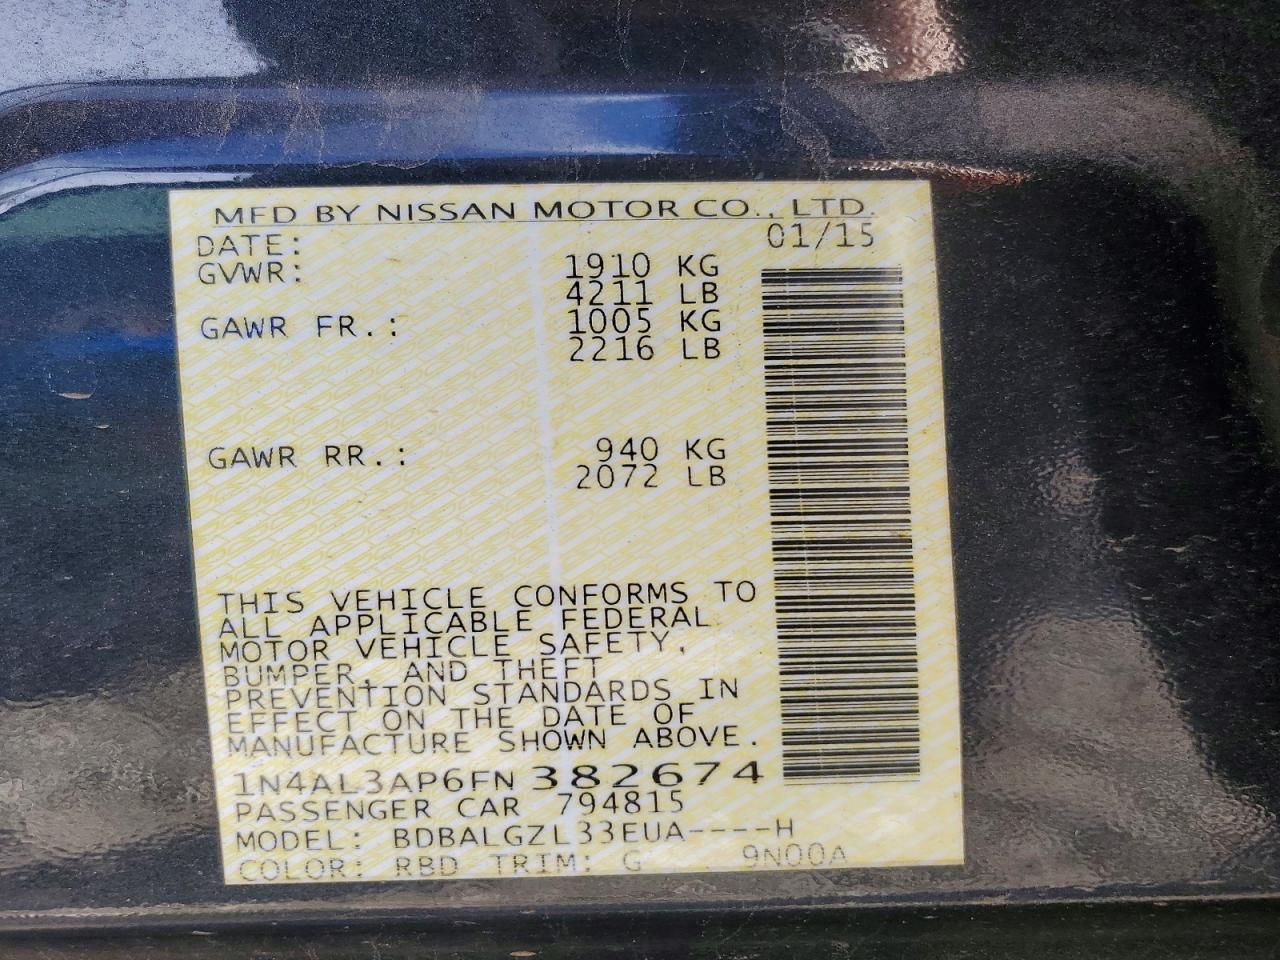 MFD BY NISSAN MOTOR CO., LTD.
DATE: 01/15
GVWR: 1910 KG
4211 LB
GAWR FR.: 1005 KG
2216 LB
GAWR RR.: 940 KG
2072 LB
THIS VEHICLE CONFORMS TO
ALL APPLICABLE FEDERAL
MOTOR VEHICLE SAFETY,
BUMPER, AND THEFT
PREVENTION STANDARDS IN
EFFECT ON THE DATE OF
MANUFACTURE SHOWN ABOVE.
1N4AL3AP6FN382674
PASSENGER CAR 794815
MODEL: BDBALGZL33EUA----H
COLOR: RBD TRIM: G 9N00A